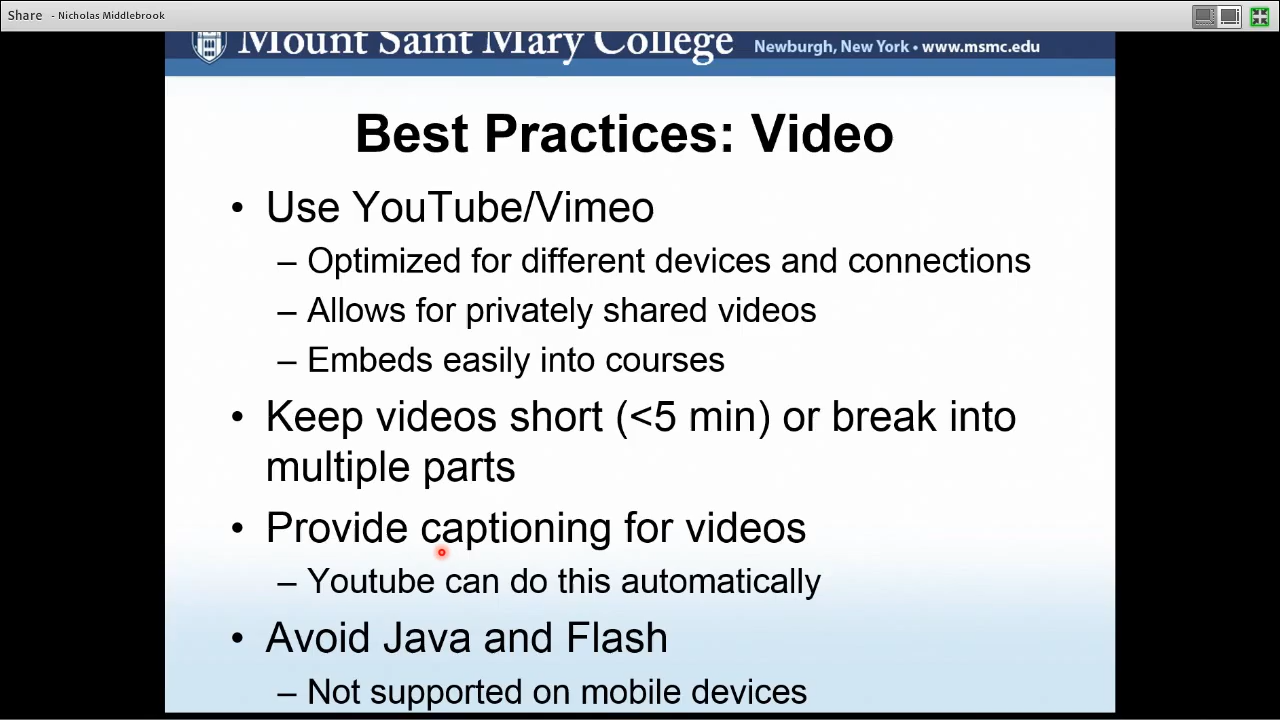 Share - Nicholas Middlebrook
Mount Saint Mary College Newburgh, New York • www.msmc.edu
Best Practices: Video
• Use YouTube/Vimeo
– Optimized for different devices and connections
– Allows for privately shared videos
– Embeds easily into courses
• Keep videos short (<5 min) or break into
multiple parts
• Provide captioning for videos
– Youtube can do this automatically
• Avoid Java and Flash
– Not supported on mobile devices